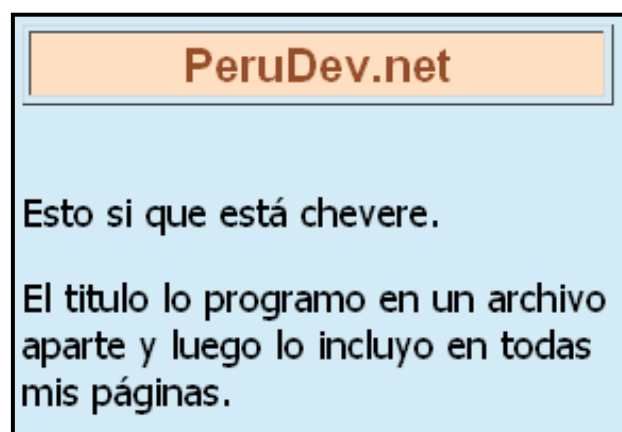 PeruDev.net
Esto si que está chevere.
El titulo lo programo en un archivo
aparte y luego lo incluyo en todas
mis páginas.